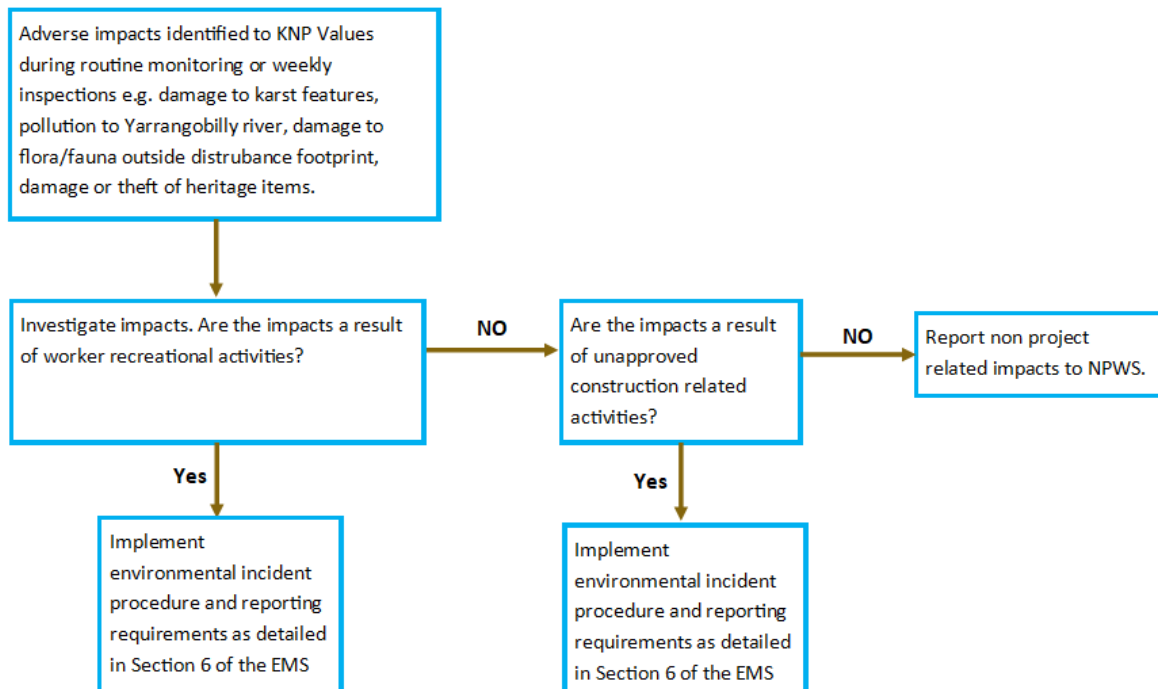 Adverse impacts identified to KNP Values
during routine monitoring or weekly
inspections e.g. damage to karst features,
pollution to Yarrangobilly river, damage to
flora/fauna outside distrubance footprint,
damage or theft of heritage items.
Investigate impacts. Are the impacts a result
of worker recreational activities?
NO
Are the impacts a result
of unapproved
construction related
activities?
NO
Report non project
related impacts to NPWS.
Yes
Implement
environmental incident
procedure and reporting
requirements as detailed
in Section 6 of the EMS
Yes
Implement
environmental incident
procedure and reporting
requirements as detailed
in Section 6 of the EMS